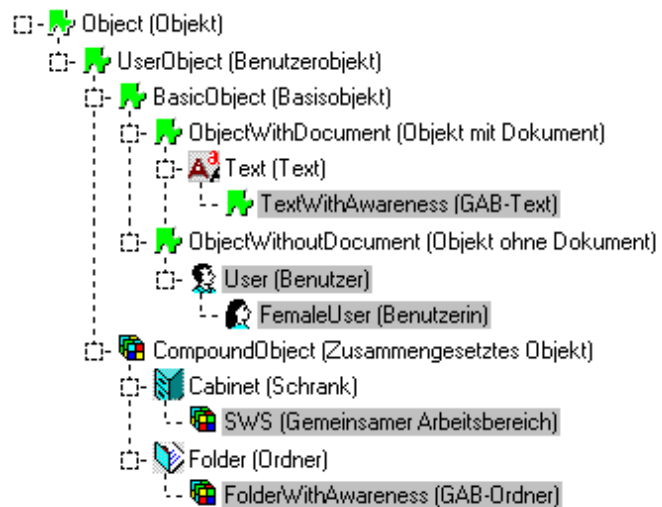 Object (Objekt)
UserObject (Benutzerobjekt)
BasicObject (Basisobjekt)
ObjectWithDocument (Objekt mit Dokument)
Text (Text)
TextWithAwareness (GAB-Text)
ObjectWithoutDocument (Objekt ohne Dokument)
User (Benutzer)
FemaleUser (Benutzerin)
CompoundObject (Zusammengesetztes Objekt)
Cabinet (Schrank)
SWS (Gemeinsamer Arbeitsbereich)
Folder (Ordner)
FolderWithAwareness (GAB-Ordner)